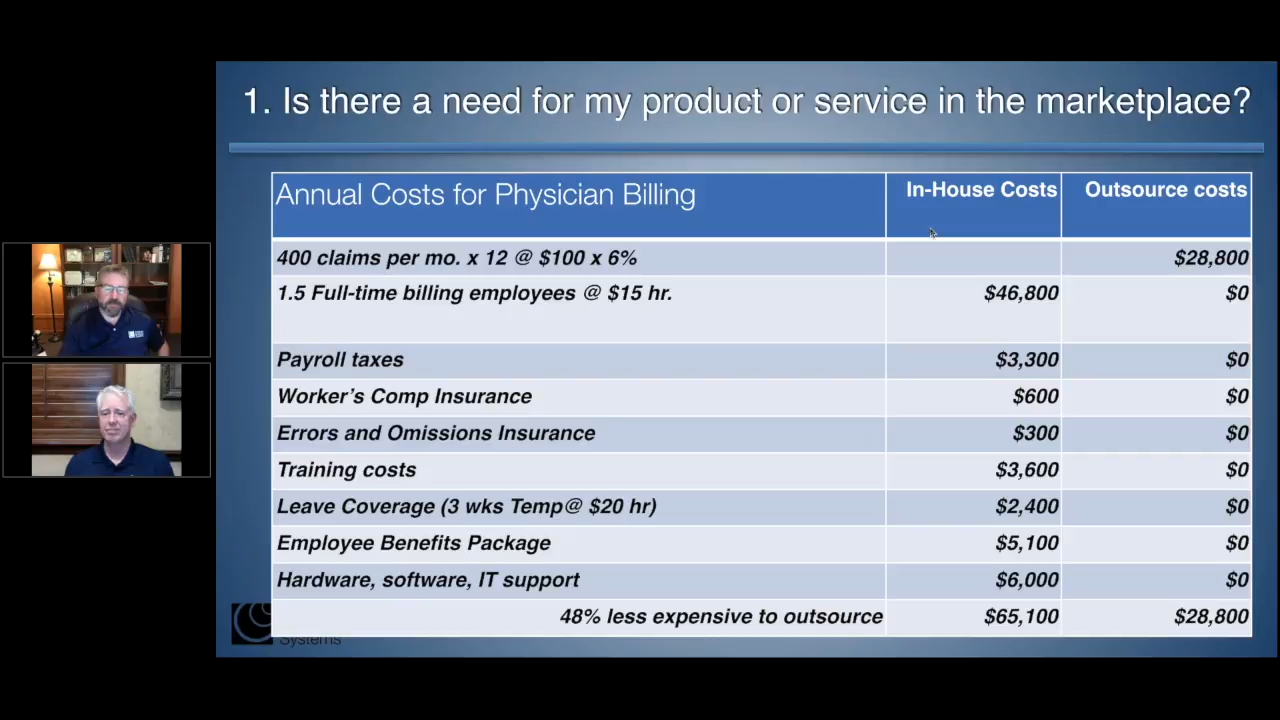 1. Is there a need for my product or service in the marketplace?
Annual Costs for Physician Billing In-House Costs Outsource costs
400 claims per mo. x 12 @ $100 x 6% $28,800
1.5 Full-time billing employees @ $15 hr. $46,800 $0
Payroll taxes $3,300 $0
Worker's Comp Insurance $600 $0
Errors and Omissions Insurance $300 $0
Training costs $3,600 $0
Leave Coverage (3 wks Temp@ $20 hr) $2,400 $0
Employee Benefits Package $5,100 $0
Hardware, software, IT support $6,000 $0
48% less expensive to outsource $65,100 $28,800
Systems